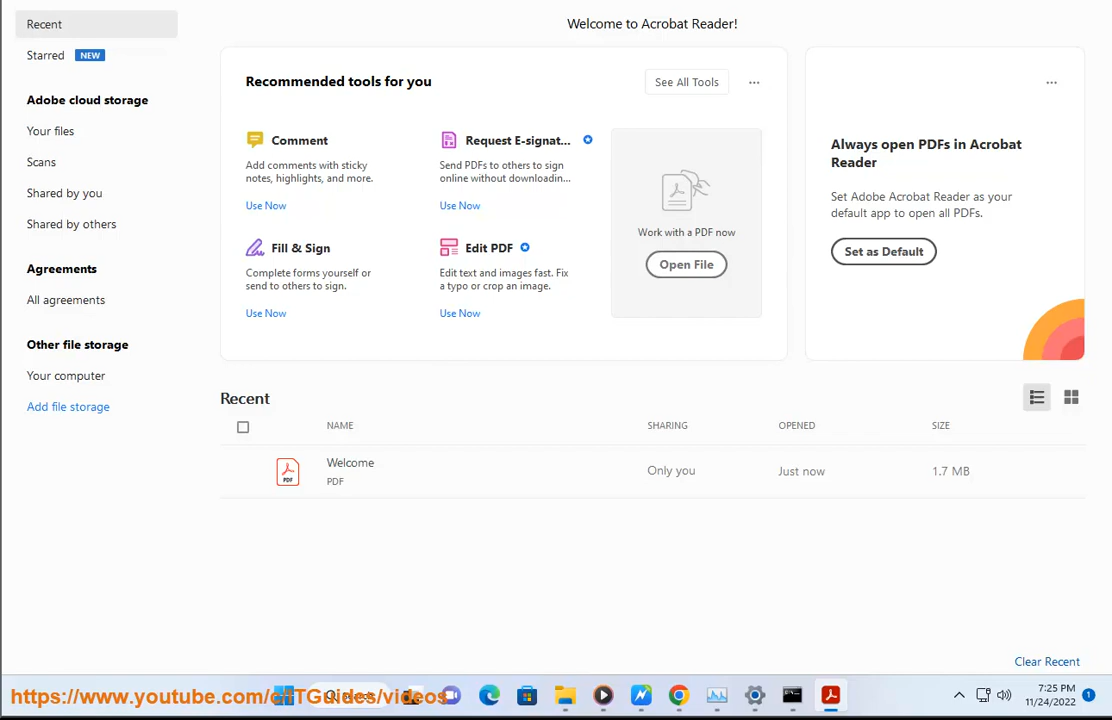 Recent
Starred NEW
Adobe cloud storage
Your files
Scans
Shared by you
Shared by others
Agreements
All agreements
Other file storage
Your computer
Add file storage
Welcome to Acrobat Reader!
Recommended tools for you
See All Tools
Comment
Add comments with sticky
notes, highlights, and more.
Use Now
Request E-signat...
Send PDFs to others to sign
online without downloadin...
Use Now
Fill & Sign
Complete forms yourself or
send to others to sign.
Use Now
Edit PDF
Edit text and images fast. Fix
a typo or crop an image.
Use Now
Work with a PDF now
Open File
Always open PDFs in Acrobat
Reader
Set Adobe Acrobat Reader as your
default app to open all PDFs.
Set as Default
Recent
NAME SHARING OPENED SIZE
PDF
Welcome
PDF
Only you Just now 1.7 MB
Clear Recent
7:25 PM
11/24/2022
1